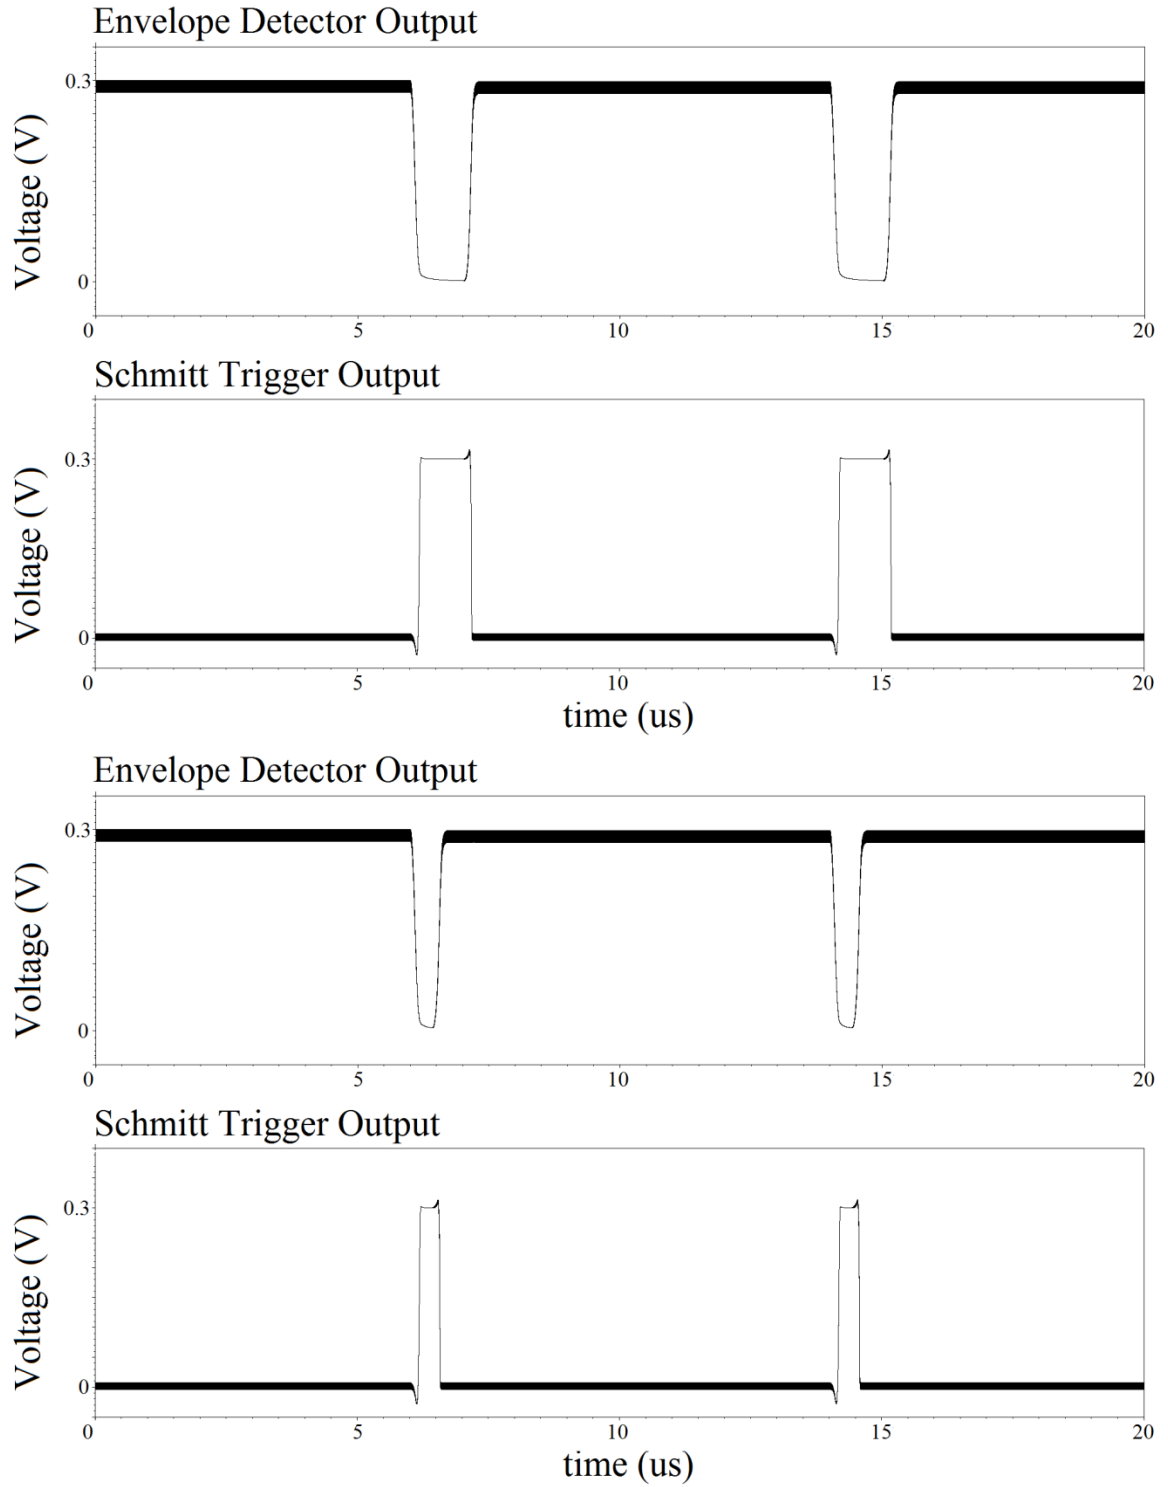 Envelope Detector Output
Voltage (V)
0.3
0
0 5 10 15 20
Schmitt Trigger Output
Voltage (V)
0.3
0
0 5 10 15 20
time (us)
Envelope Detector Output
Voltage (V)
0.3
0
0 5 10 15 20
Schmitt Trigger Output
Voltage (V)
0.3
0
0 5 10 15 20
time (us)